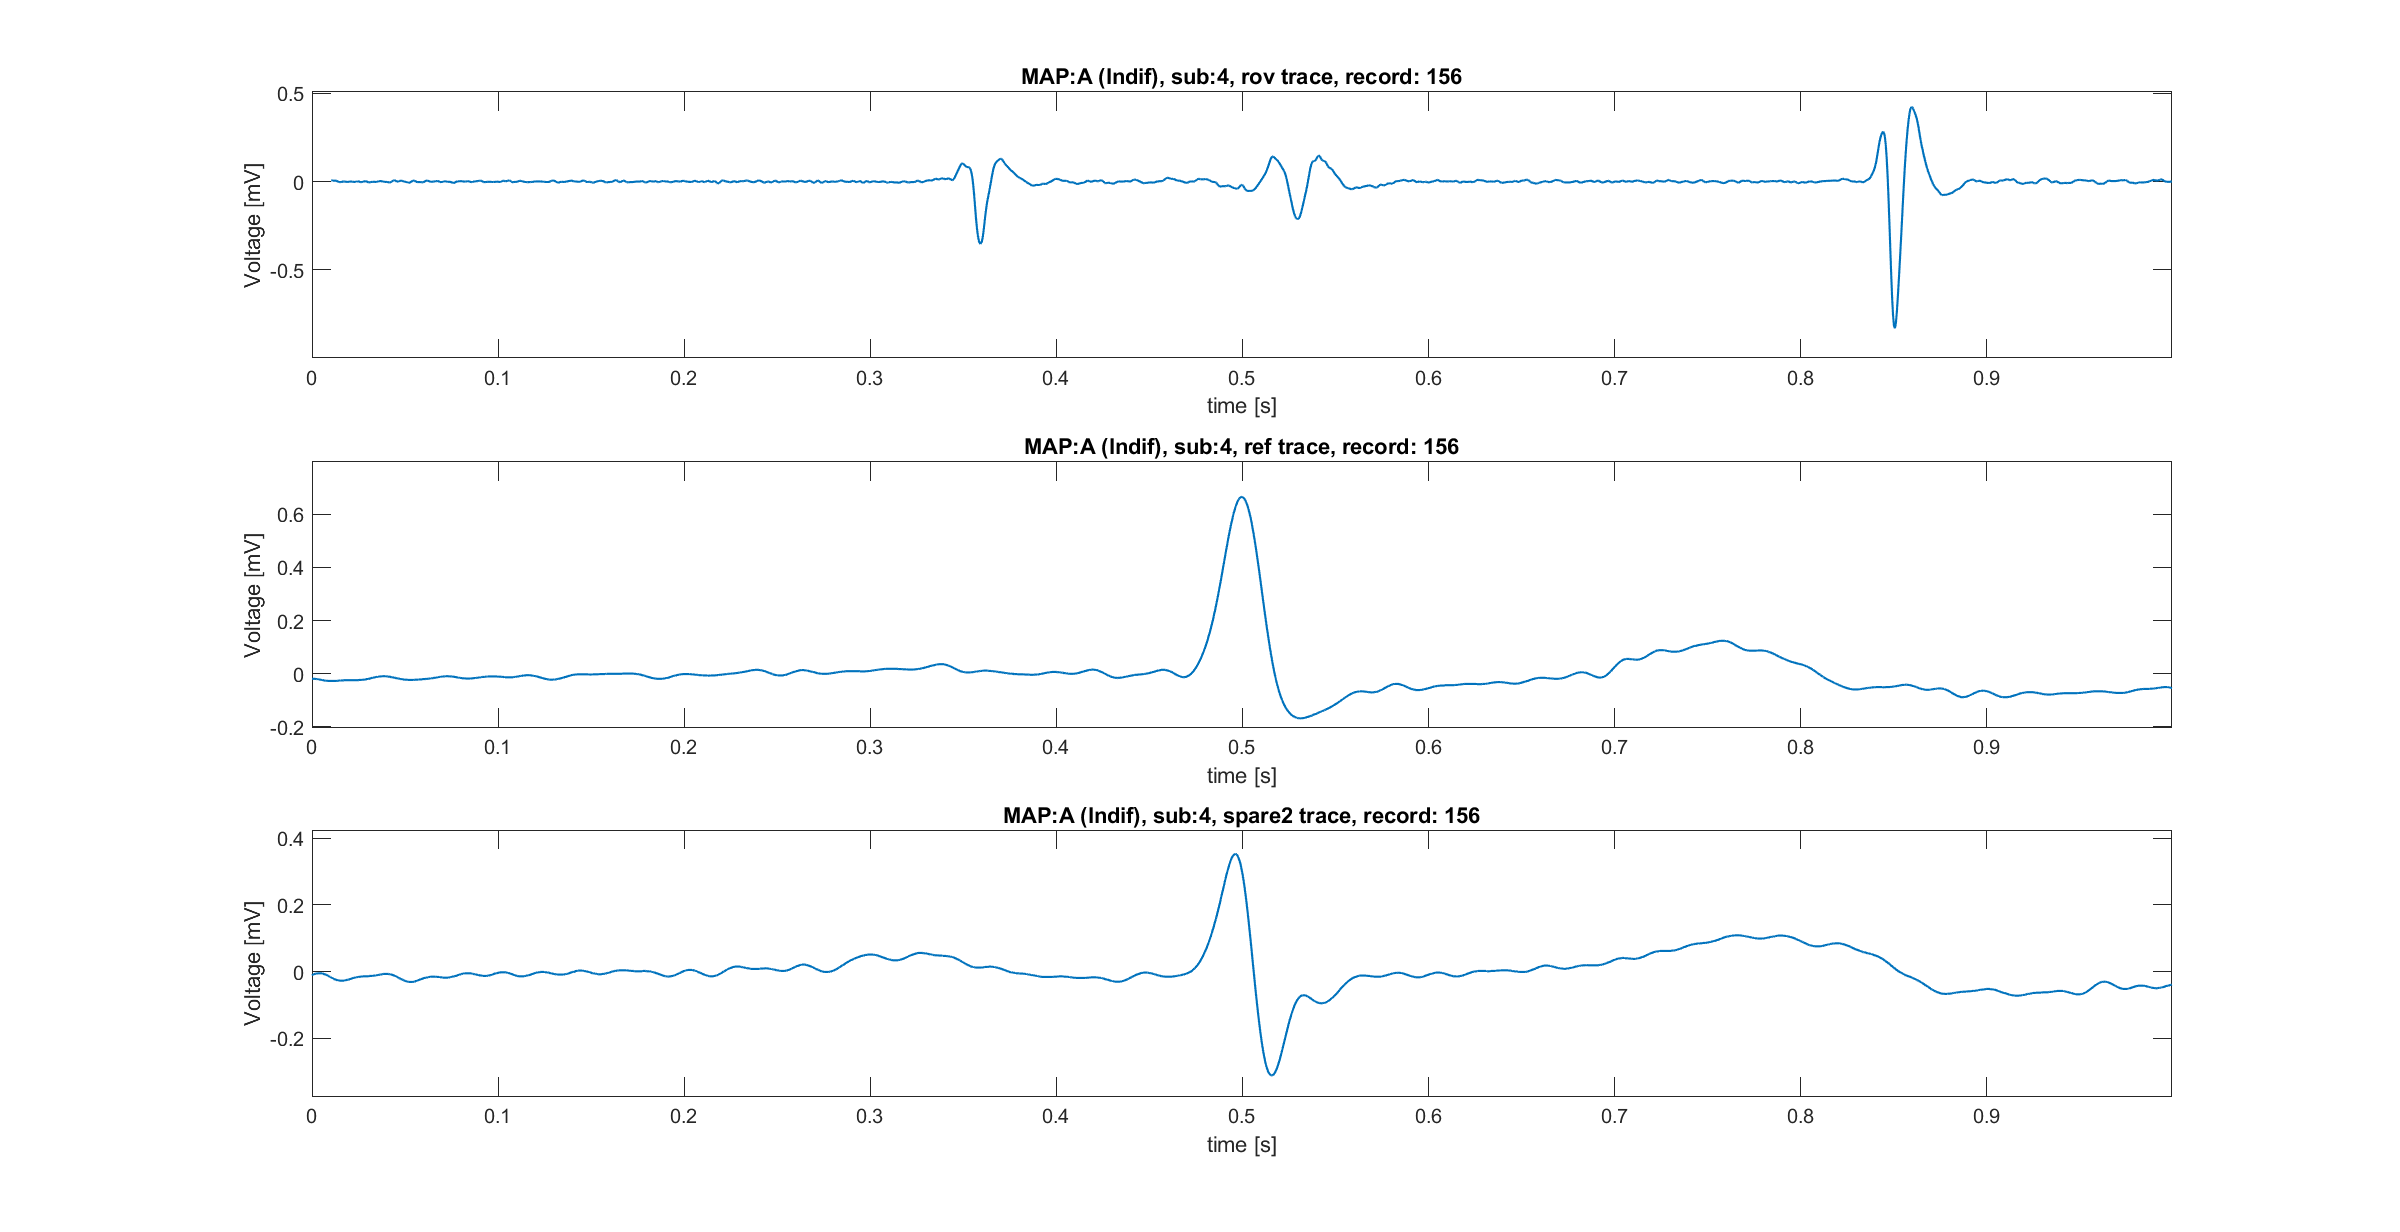 MAP:A (Indif), sub:4, rov trace, record: 156
0.5
0
-0.5
Voltage [mV]
0 0.1 0.2 0.3 0.4 0.5 0.6 0.7 0.8 0.9
time [s]
MAP:A (Indif), sub:4, ref trace, record: 156
0.6
0.4
0.2
0
-0.2
Voltage [mV]
0 0.1 0.2 0.3 0.4 0.5 0.6 0.7 0.8 0.9
time [s]
MAP:A (Indif), sub:4, spare2 trace, record: 156
0.4
0.2
0
-0.2
Voltage [mV]
0 0.1 0.2 0.3 0.4 0.5 0.6 0.7 0.8 0.9
time [s]